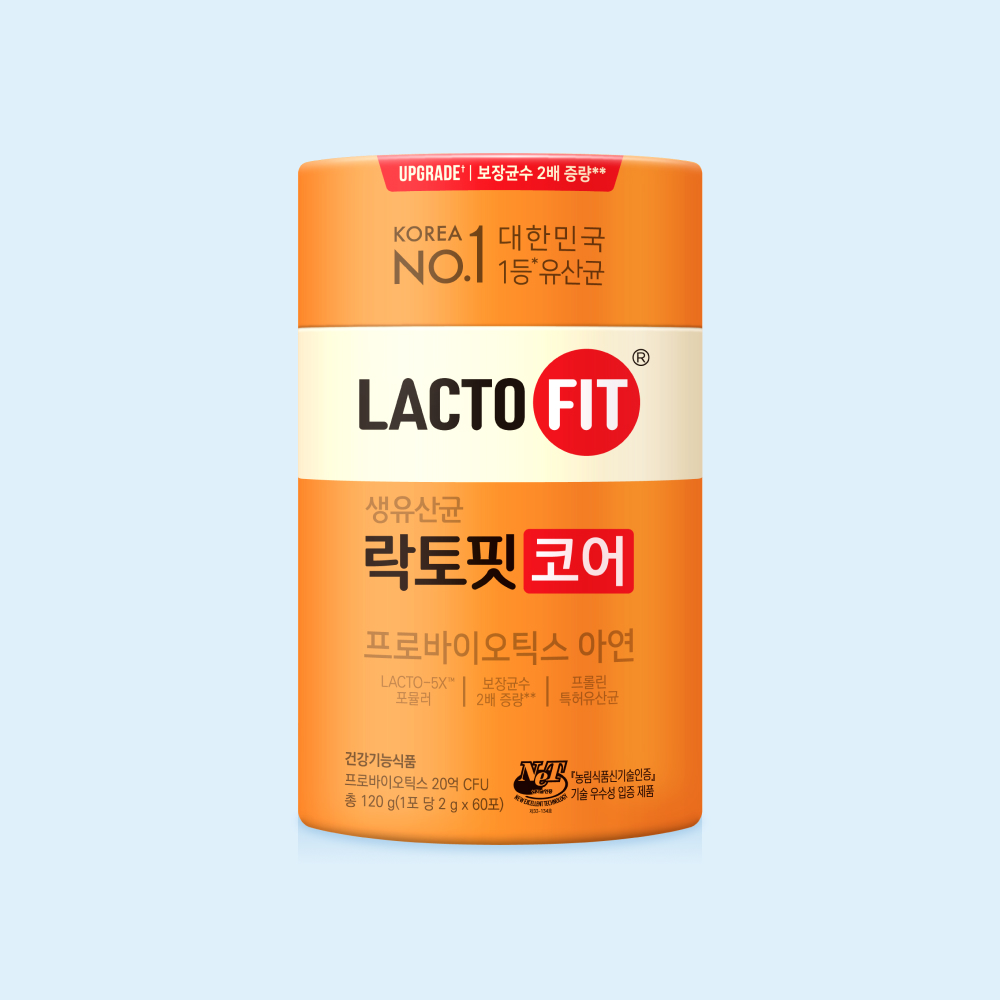 UPGRADE† | 보장균수 2배 증량**
KOREA
NO.1
대한민국
1등*유산균
LACTO FIT®
생유산균
락토핏 코어
프로바이오틱스 아연
LACTO-5X™
포뮬러
보장균수
2배 증량**
프롤린
특허유산균
건강기능식품
프로바이오틱스 20억 CFU
총 120 g(1포 당 2 g x 60포)
NeT
NEW EXCELLENT TECHNOLOGY
『농림식품신기술인증』
기술 우수성 입증 제품